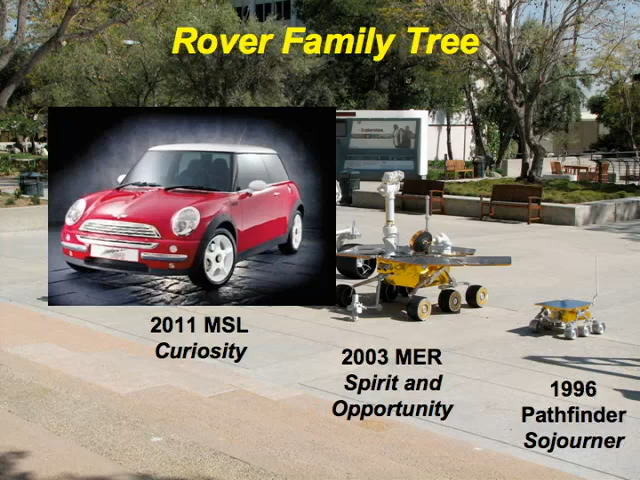 Rover Family Tree
2011 MSL
Curiosity
2003 MER
Spirit and
Opportunity
1996
Pathfinder
Sojourner